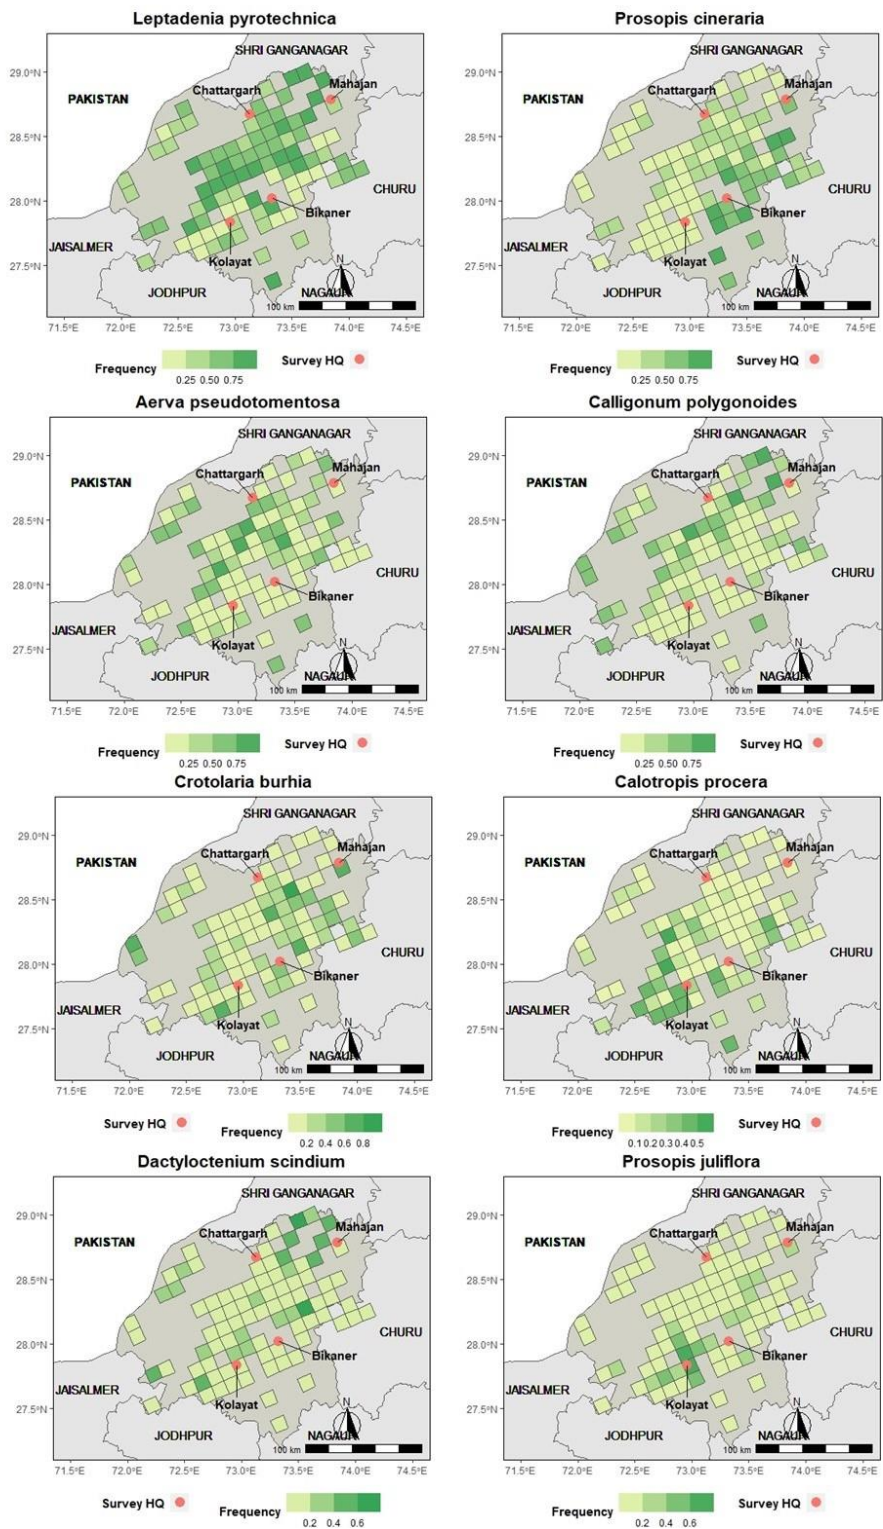 Leptadenia pyrotechnica
SHRI GANGANAGAR
29.0°N
Chattargarh
Mahajan
PAKISTAN
28.5°N
CHURU
28.0°N
Bikaner
JAISALMER
Kolayat
27.5°N
N
JODHPUR
NAGAUR
100 km
71.5°E 72.0°E 72.5°E 73.0°E 73.5°E 74.0°E 74.5°E
Frequency
0.25 0.50 0.75
Survey HQ
Prosopis cineraria
SHRI GANGANAGAR
29.0°N
Chattargarh
Mahajan
PAKISTAN
28.5°N
CHURU
28.0°N
Bikaner
JAISALMER
Kolayat
27.5°N
N
JODHPUR
NAGAUR
100 km
71.5°E 72.0°E 72.5°E 73.0°E 73.5°E 74.0°E 74.5°E
Frequency
0.25 0.50 0.75
Survey HQ
Aerva pseudotomentosa
SHRI GANGANAGAR
29.0°N
Chattargarh
Mahajan
PAKISTAN
28.5°N
CHURU
28.0°N
Bikaner
JAISALMER
Kolayat
27.5°N
N
JODHPUR
NAGAUR
100 km
71.5°E 72.0°E 72.5°E 73.0°E 73.5°E 74.0°E 74.5°E
Frequency
0.25 0.50 0.75
Survey HQ
Calligonum polygonoides
SHRI GANGANAGAR
29.0°N
Chattargarh
Mahajan
PAKISTAN
28.5°N
CHURU
28.0°N
Bikaner
JAISALMER
Kolayat
27.5°N
N
JODHPUR
NAGAUR
100 km
71.5°E 72.0°E 72.5°E 73.0°E 73.5°E 74.0°E 74.5°E
Frequency
0.25 0.50 0.75
Survey HQ
Crotolaria burhia
SHRI GANGANAGAR
29.0°N
Chattargarh
Mahajan
PAKISTAN
28.5°N
CHURU
28.0°N
Bikaner
JAISALMER
Kolayat
27.5°N
N
JODHPUR
NAGAUR
100 km
71.5°E 72.0°E 72.5°E 73.0°E 73.5°E 74.0°E 74.5°E
Survey HQ
Frequency
0.2 0.4 0.6 0.8
Calotropis procera
SHRI GANGANAGAR
29.0°N
Chattargarh
Mahajan
PAKISTAN
28.5°N
CHURU
28.0°N
Bikaner
JAISALMER
Kolayat
27.5°N
N
JODHPUR
NAGAUR
100 km
71.5°E 72.0°E 72.5°E 73.0°E 73.5°E 74.0°E 74.5°E
Frequency
0.1 0.2 0.3 0.4 0.5
Survey HQ
Dactyloctenium scindium
SHRI GANGANAGAR
29.0°N
Chattargarh
Mahajan
PAKISTAN
28.5°N
CHURU
28.0°N
Bikaner
JAISALMER
Kolayat
27.5°N
N
JODHPUR
NAGAUR
100 km
71.5°E 72.0°E 72.5°E 73.0°E 73.5°E 74.0°E 74.5°E
Survey HQ
Frequency
0.2 0.4 0.6
Prosopis juliflora
SHRI GANGANAGAR
29.0°N
Chattargarh
Mahajan
PAKISTAN
28.5°N
CHURU
28.0°N
Bikaner
JAISALMER
Kolayat
27.5°N
N
JODHPUR
NAGAUR
100 km
71.5°E 72.0°E 72.5°E 73.0°E 73.5°E 74.0°E 74.5°E
Frequency
0.2 0.4 0.6
Survey HQ